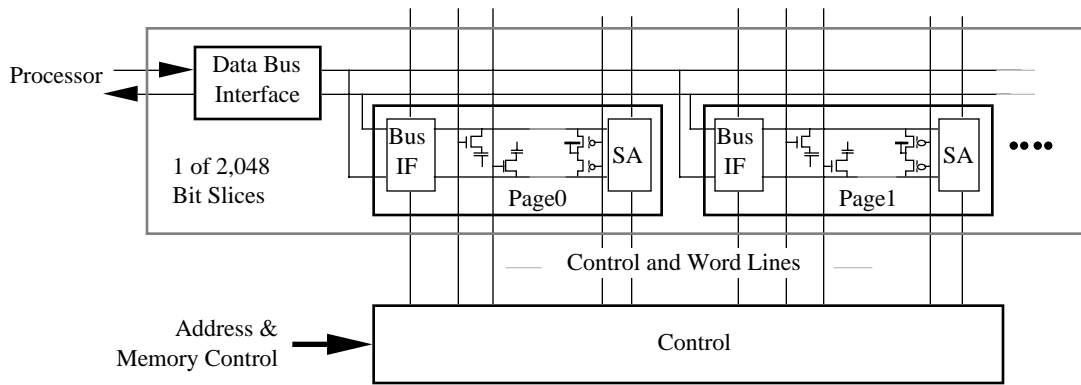 Processor
Data Bus
Interface
Bus
IF
SA
Page0
Bus
IF
SA
Page1
1 of 2,048
Bit Slices
Control and Word Lines
Address &
Memory Control
Control